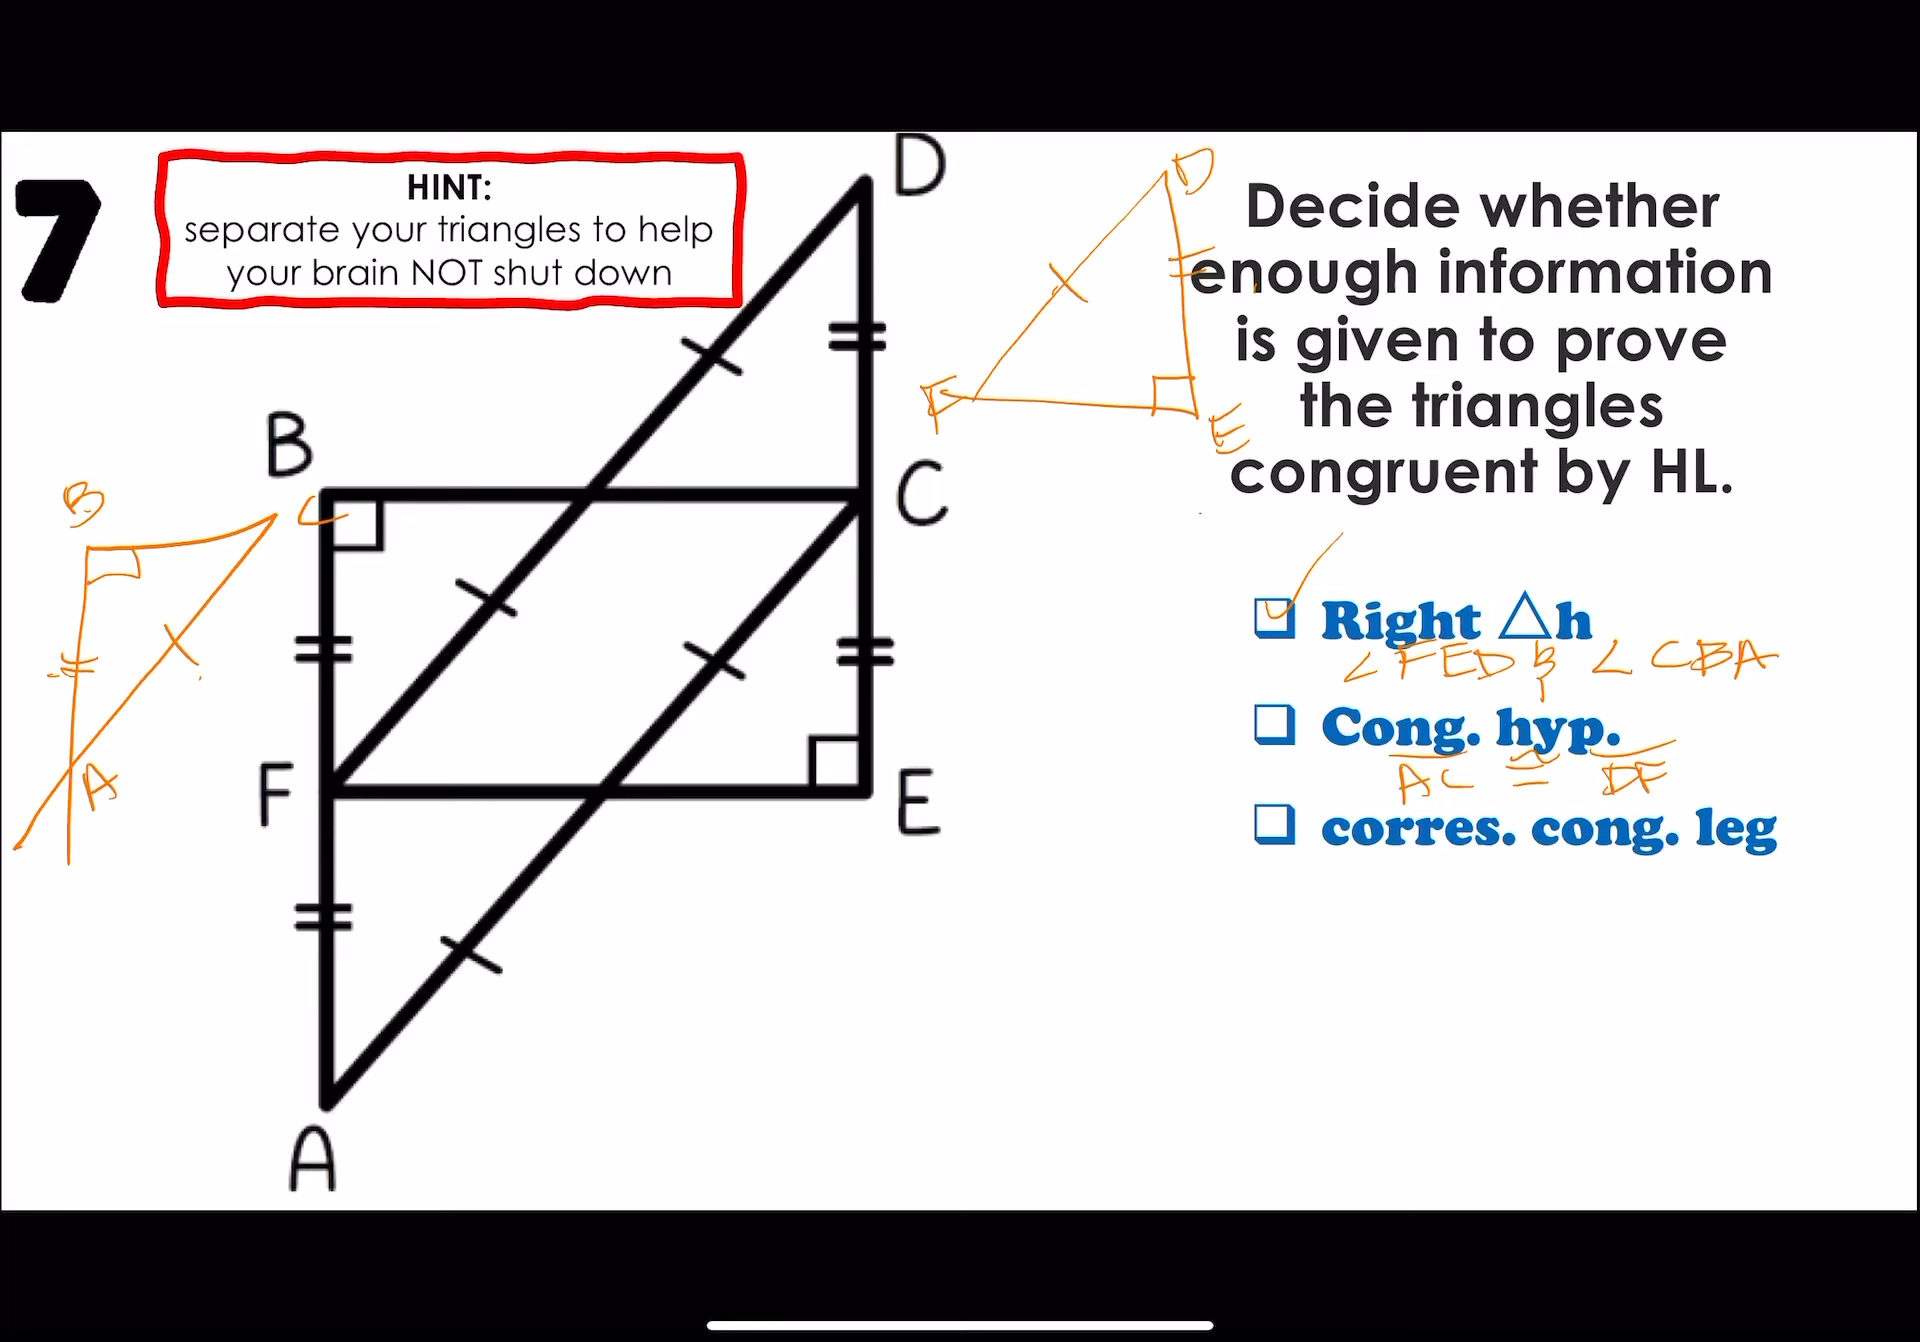 7
HINT:
separate your triangles to help
your brain NOT shut down
D
B
C
F
E
A
B
C
A
D
F
E
Decide whether
enough information
is given to prove
the triangles
congruent by HL.
❑ Right △h
∠FED & ∠CBA
❑ Cong. hyp.
AC ≅ DF
❑ corres. cong. leg